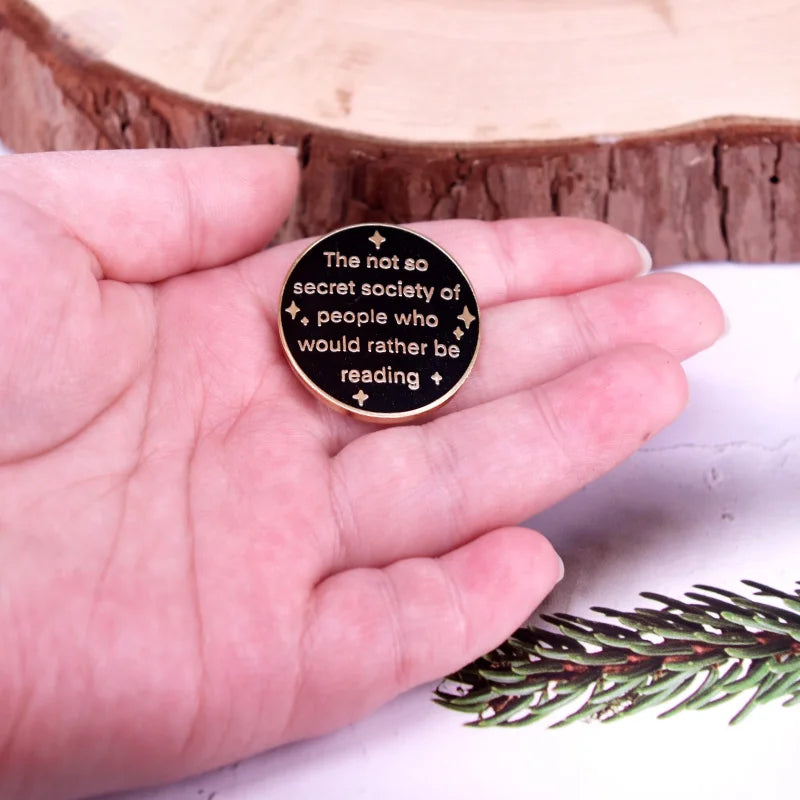 The not so
secret society of
people who
would rather be
reading